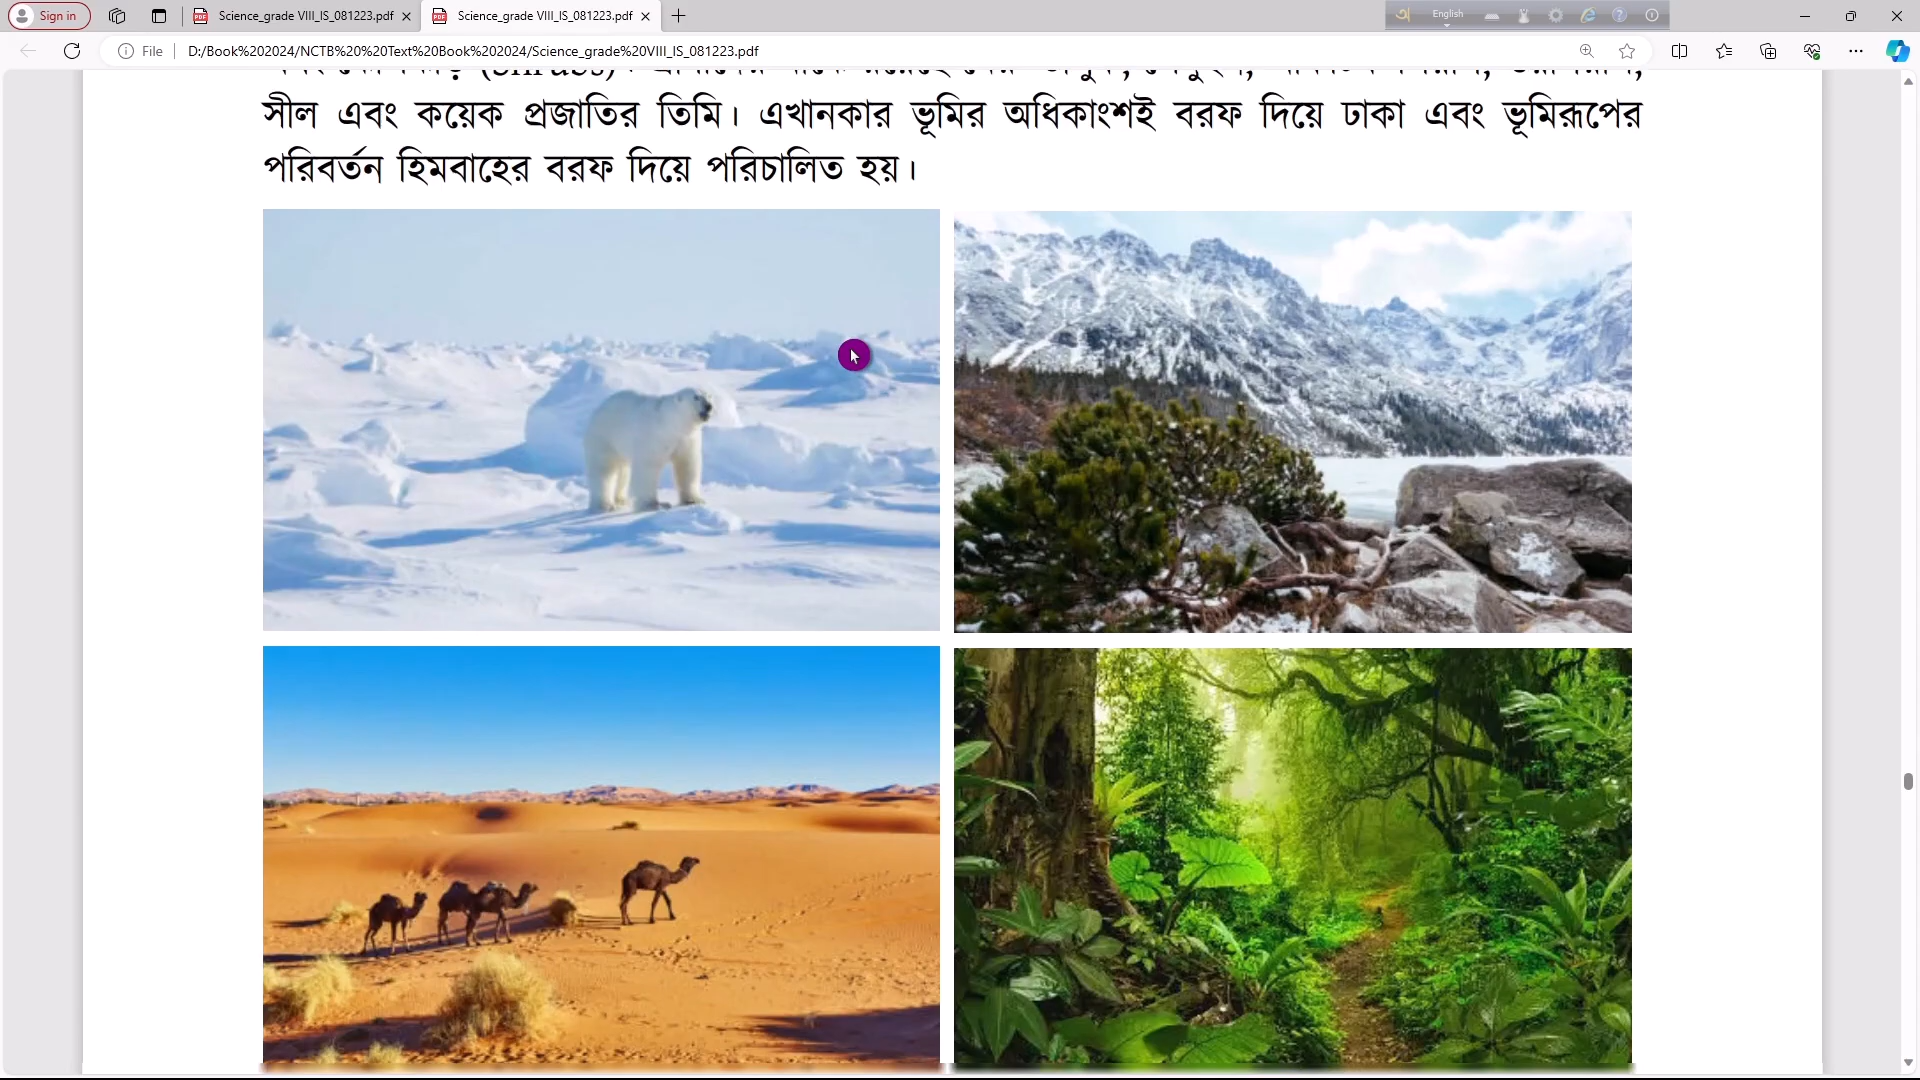 Sign in
Science_grade VIII_IS_081223.pdf
Science_grade VIII_IS_081223.pdf
English
File
D:/Book%202024/NCTB%20%20Text%20Book%202024/Science_grade%20VIII_IS_081223.pdf
সীল এবং কয়েক প্রজাতির তিমি। এখানকার ভূমির অধিকাংশই বরফ দিয়ে ঢাকা এবং ভূমিরূপের
পরিবর্তন হিমবাহের বরফ দিয়ে পরিচালিত হয়।